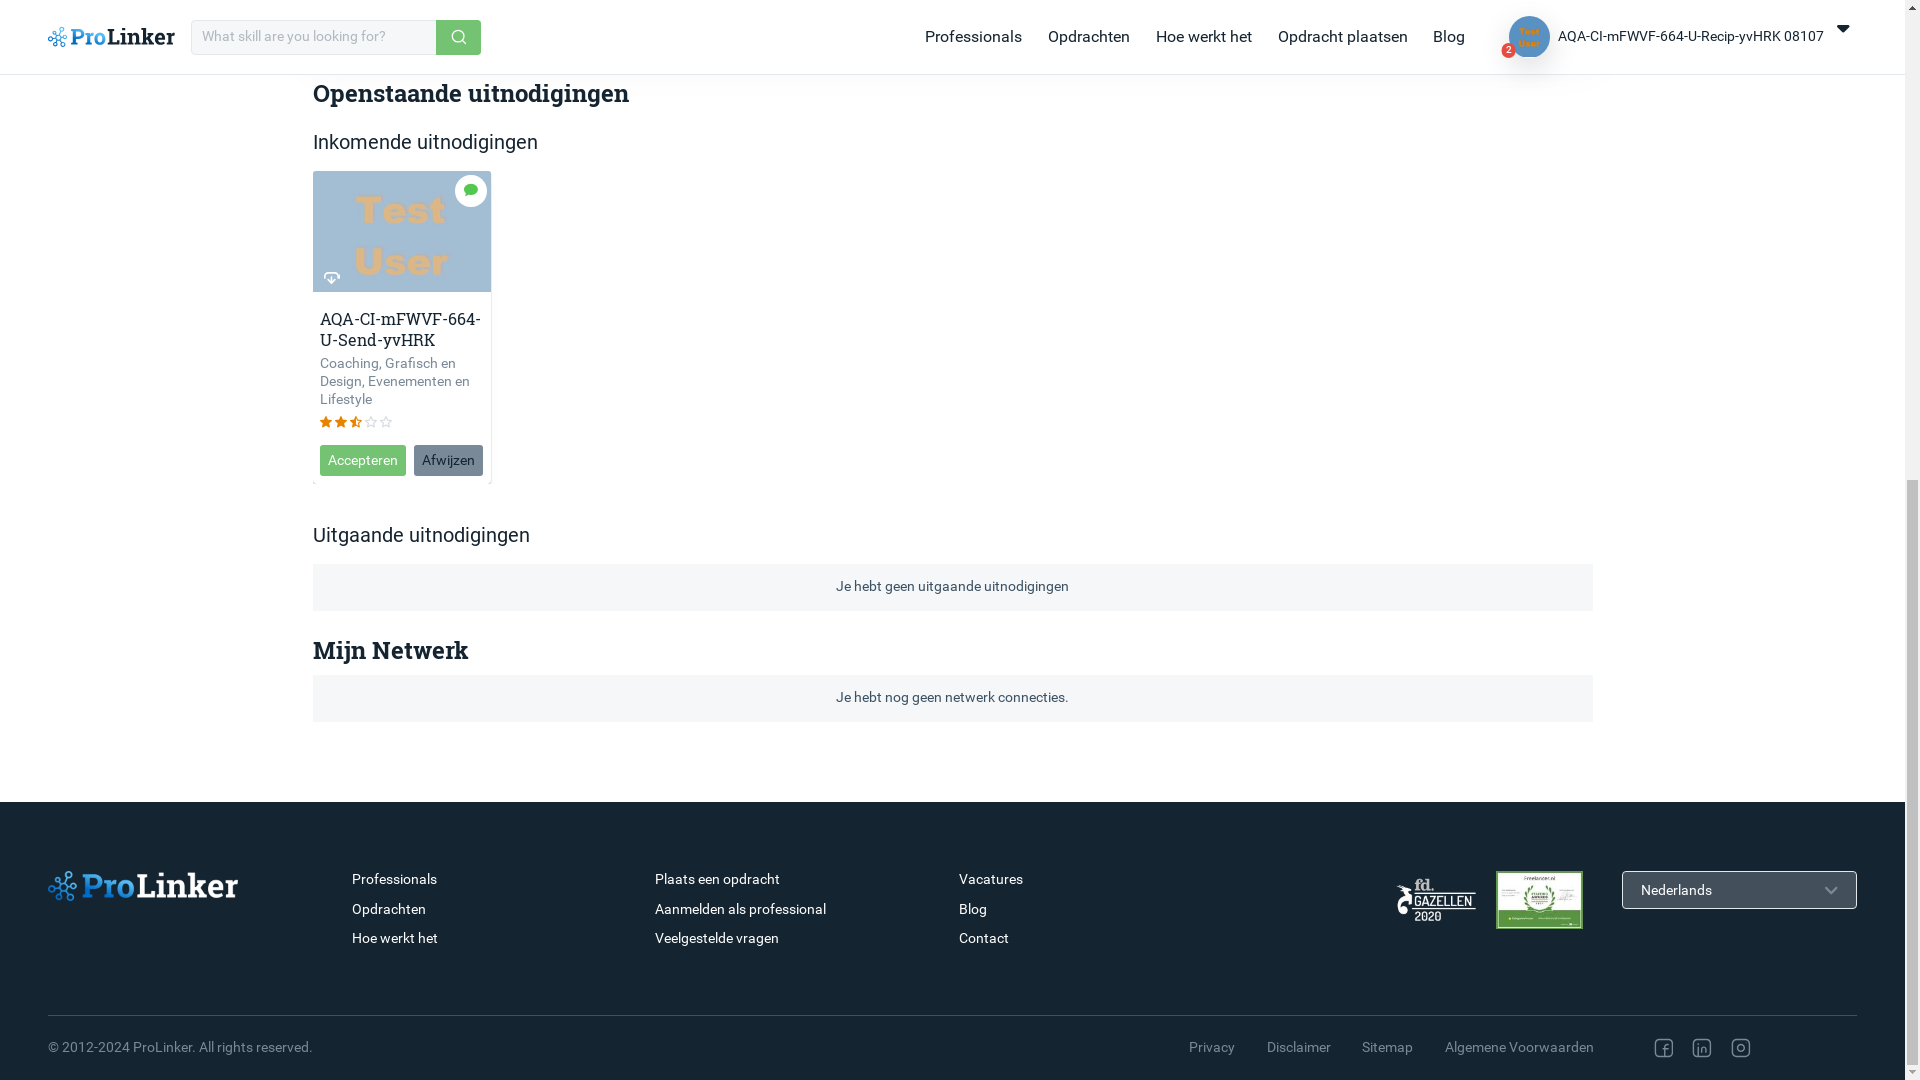 ProLinker
What skill are you looking for?
Professionals Opdrachten Hoe werkt het Opdracht plaatsen Blog
Test
User
2
AQA-CI-mFWVF-664-U-Recip-yvHRK 08107
Openstaande uitnodigingen
Inkomende uitnodigingen
Test
User
AQA-CI-mFWVF-664-
U-Send-yvHRK
Coaching, Grafisch en
Design, Evenementen en
Lifestyle
Accepteren Afwijzen
Uitgaande uitnodigingen
Je hebt geen uitgaande uitnodigingen
Mijn Netwerk
Je hebt nog geen netwerk connecties.
ProLinker
Professionals
Opdrachten
Hoe werkt het
Plaats een opdracht
Aanmelden als professional
Veelgestelde vragen
Vacatures
Blog
Contact
fd.
GAZELLEN
2020
Freelancer.nl
Nederlands
© 2012-2024 ProLinker. All rights reserved.
Privacy Disclaimer Sitemap Algemene Voorwaarden